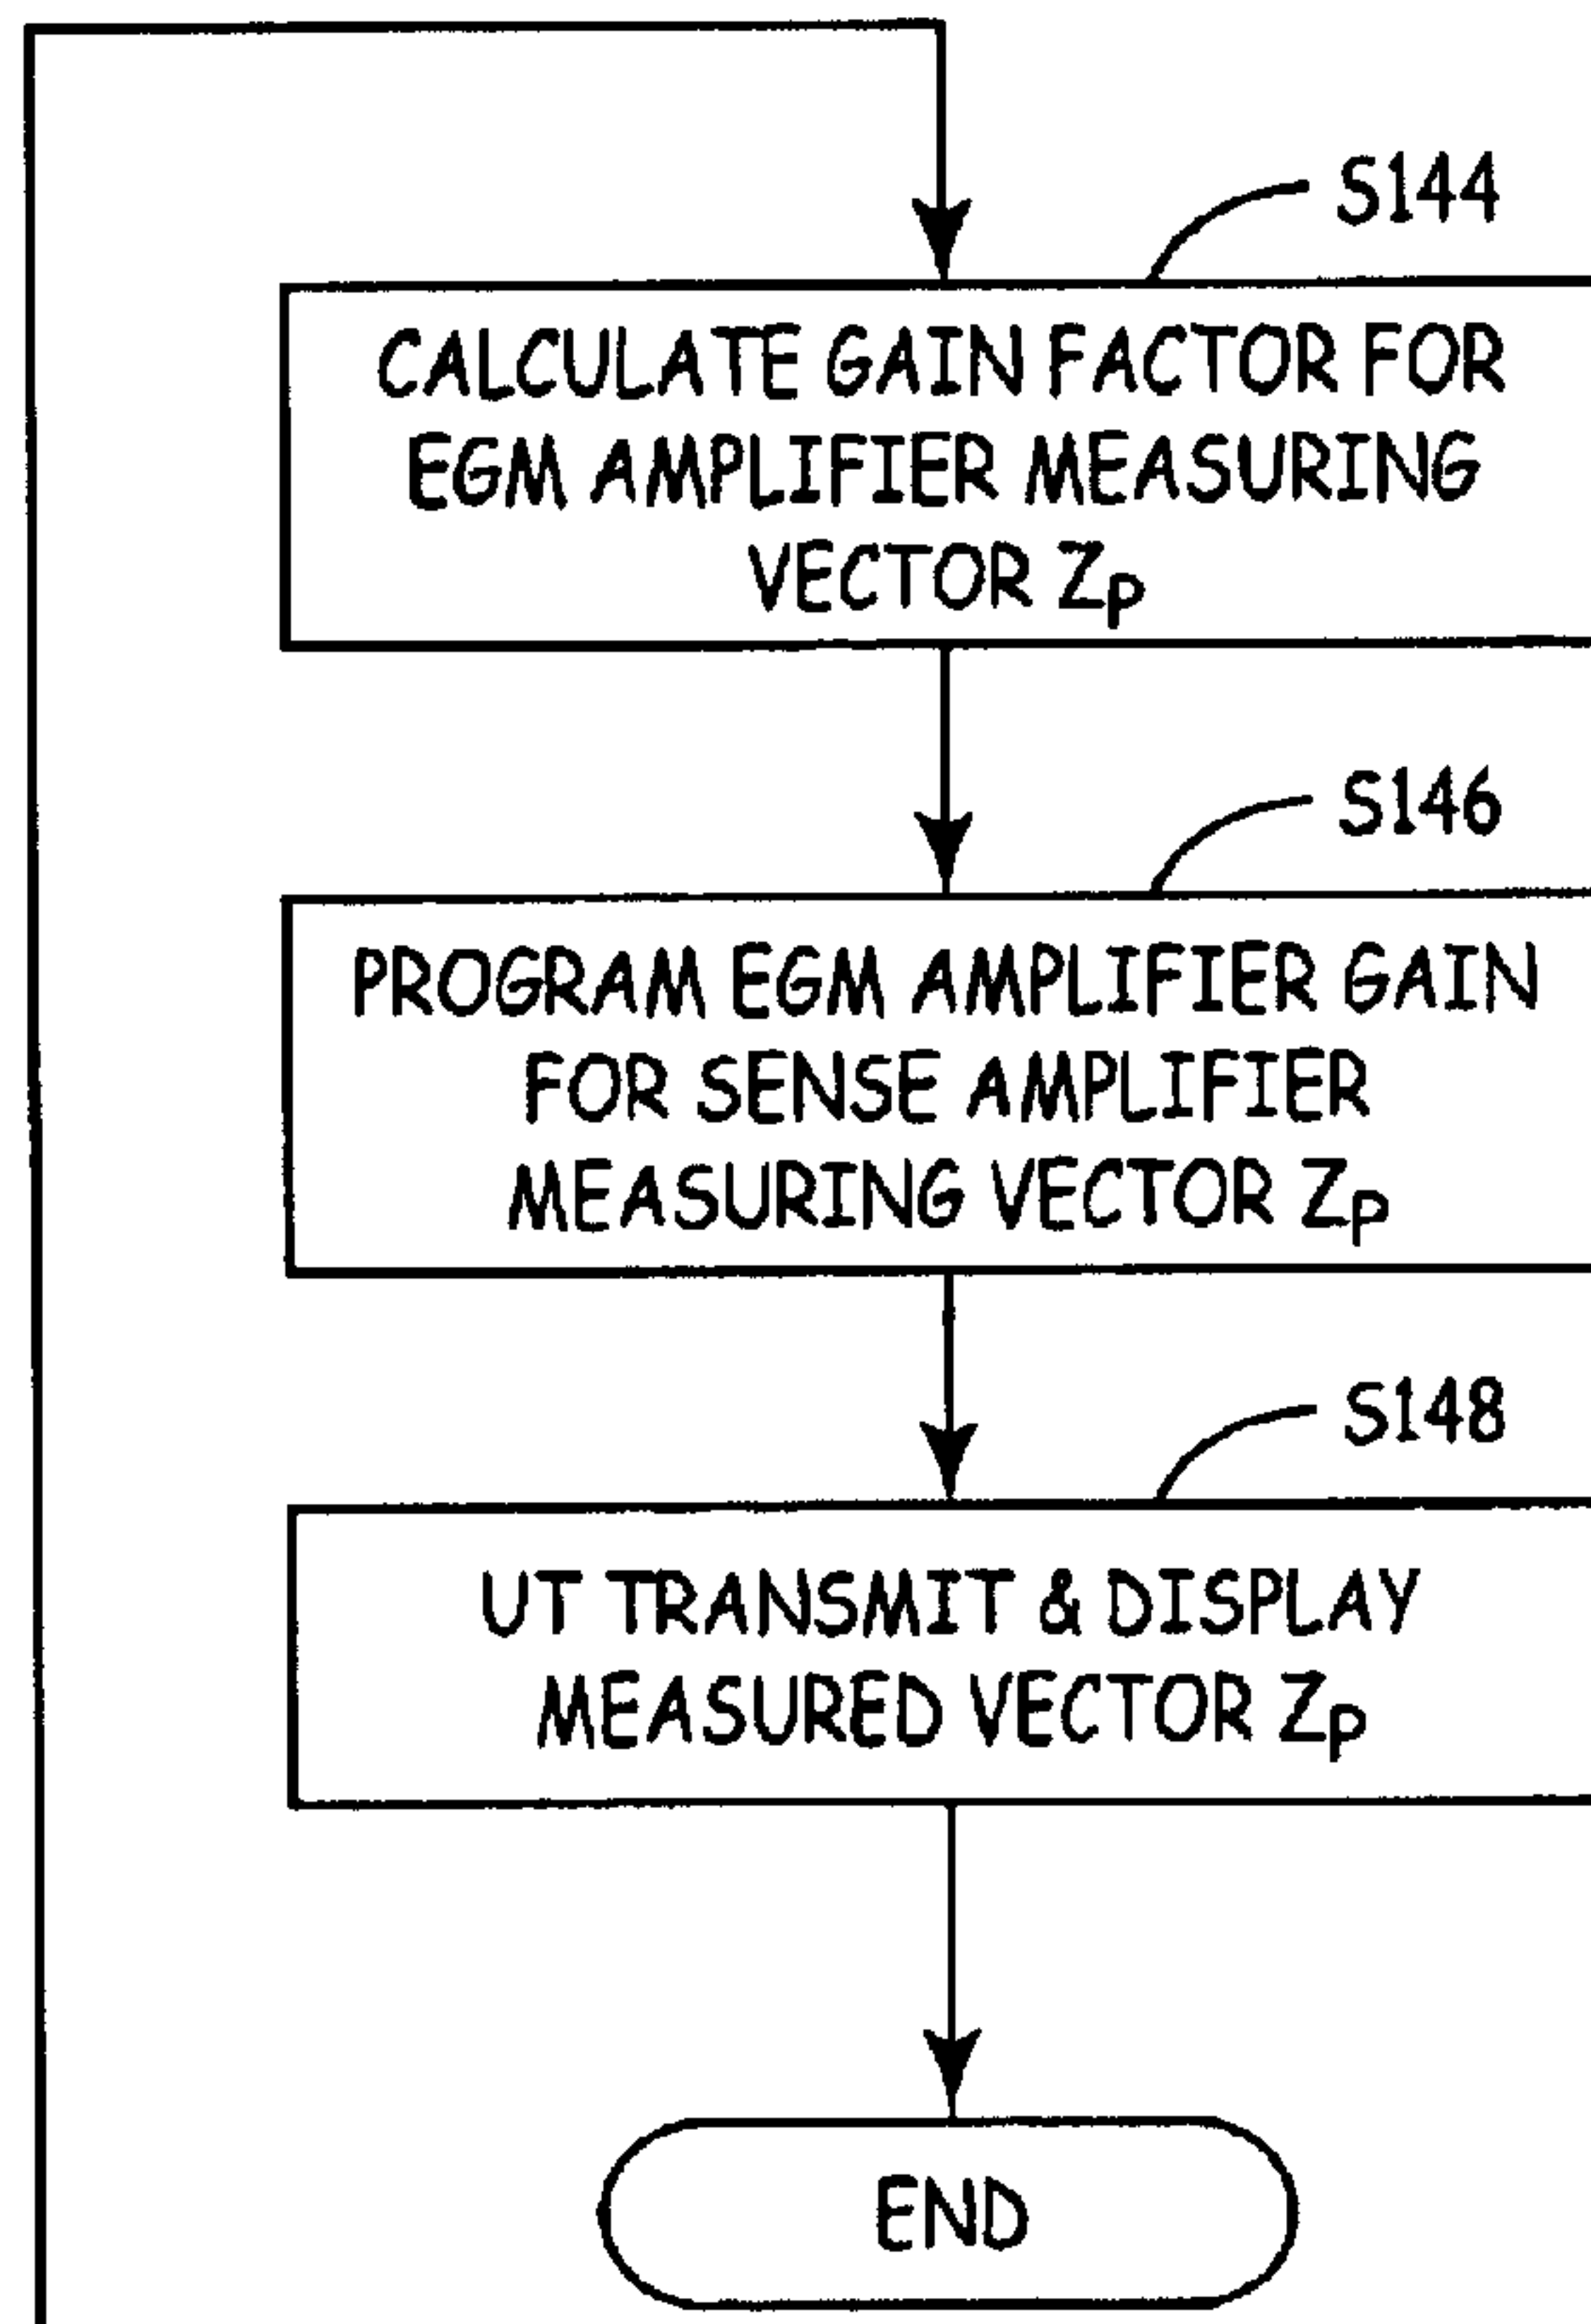 S144
CALCULATE GAIN FACTOR FOR
EGM AMPLIFIER MEASURING
VECTOR Zp
S146
PROGRAM EGM AMPLIFIER GAIN
FOR SENSE AMPLIFIER
MEASURING VECTOR Zp
S148
UT TRANSMIT & DISPLAY
MEASURED VECTOR Zp
END